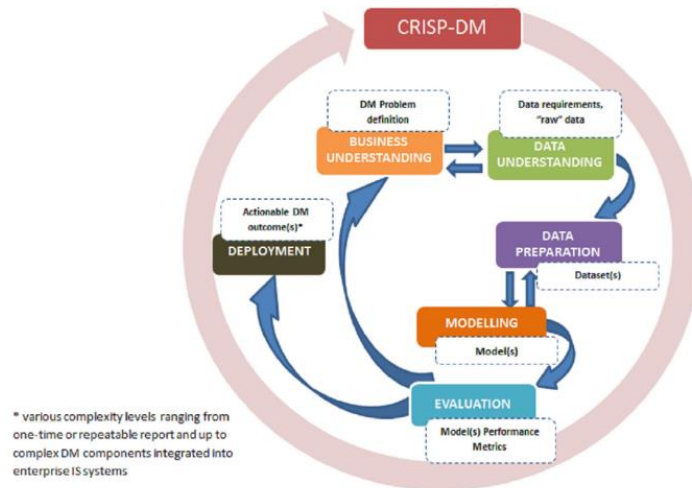 CRISP-DM
DM Problem
definition
BUSINESS
UNDERSTANDING
Data requirements,
"raw" data
DATA
UNDERSTANDING
Actionable DM
outcome(s)*
DEPLOYMENT
DATA
PREPARATION
Dataset(s)
MODELLING
Model(s)
EVALUATION
Model(s) Performance
Metrics
* various complexity levels ranging from
one-time or repeatable report and up to
complex DM components integrated into
enterprise IS systems